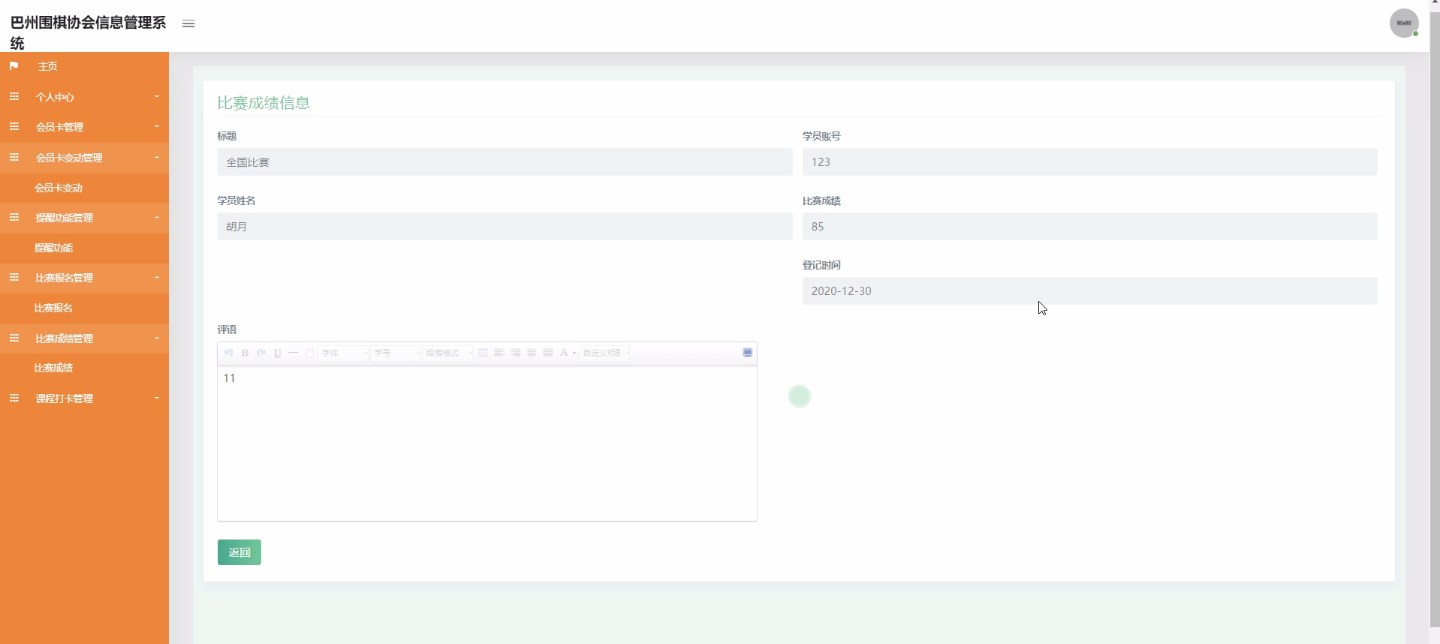 巴州围棋协会信息管理系
统
主页
个人中心
会员卡管理
会员卡变动管理
会员卡变动
提醒功能管理
提醒功能
比赛报名管理
比赛报名
比赛成绩管理
比赛成绩
课程打卡管理
比赛成绩信息
标题
学员账号
全国比赛
123
学员姓名
比赛成绩
胡月
85
登记时间
2020-12-30
评语
B U 字体 字号 段落格式 A 自定义标题
11
返回